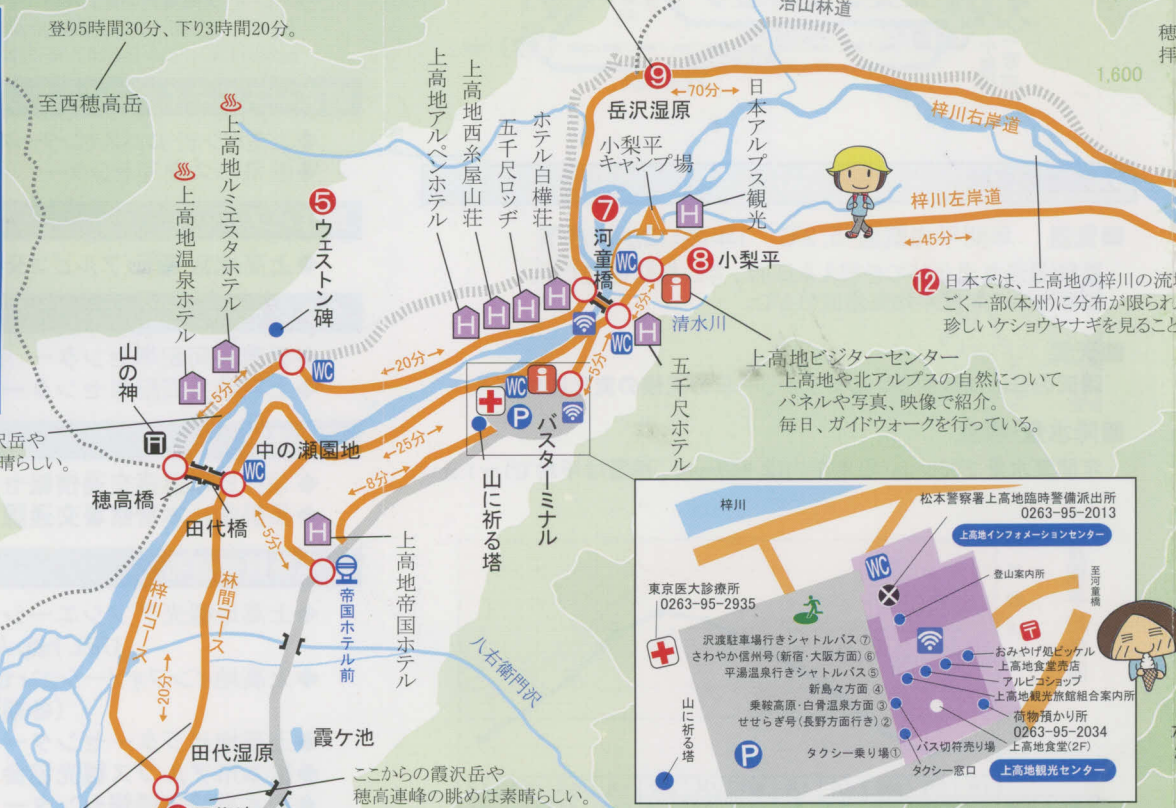 登り5時間30分、下り3時間20分。
至西穂高岳
治山林道
1,600
穂
拝
⑨
岳沢湿原
←70分→
梓川右岸道
日本アルプス観光
小梨平
キャンプ場
H
梓川左岸道
←45分→
⑦
河童橋
WC
⑧ 小梨平
i
←5分→
清水川
⑫ 日本では、上高地の梓川の流
ごく一部(本州)に分布が限られ
珍しいケショウヤナギを見ること
上高地ビジターセンター
上高地や北アルプスの自然について
パネルや写真、映像で紹介。
毎日、ガイドウォークを行っている。
ホテル白樺荘
五千尺ロッヂ
上高地西糸屋山荘
上高地アルペンホテル
H
H
H
H
⑤
ウェストン碑
上高地ルミエスタホテル
上高地温泉ホテル
H
H
WC
←20分→
←5分→
山の神
沢岳や
晴らしい。
穂高橋
田代橋
WC
中の瀬園地
←25分→
←8分→
←5分→
WC
i
P
バスターミナル
山に祈る塔
←5分→
WC
H
五千尺ホテル
H
上高地帝国ホテル
帝国ホテル前
梓川コース
林間コース
←20分→
八右衛門沢
田代湿原
霞ケ池
ここからの霞沢岳や
穂高連峰の眺めは素晴らしい。
梓川
松本警察署上高地臨時警備派出所
0263-95-2013
上高地インフォメーションセンター
WC
登山案内所
至河童橋
東京医大診療所
0263-95-2935
沢渡駐車場行きシャトルバス⑦
さわやか信州号(新宿・大阪方面)⑥
平湯温泉行きシャトルバス⑤
新島々方面 ④
乗鞍高原・白骨温泉方面 ③
せせらぎ号(長野方面行き)②
タクシー乗り場①
山に祈る塔
P
〒
おみやげ処ピッケル
上高地食堂売店
アルピコショップ
上高地観光旅館組合案内所
荷物預かり所
0263-95-2034
上高地食堂(2F)
バス切符売り場
タクシー窓口
上高地観光センター